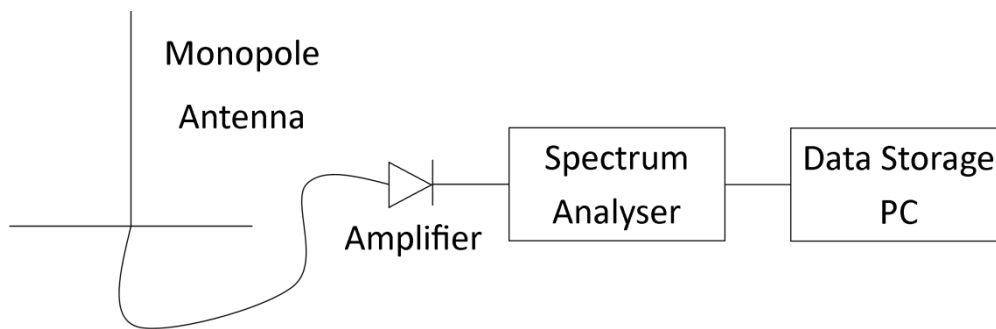 Monopole
Antenna
Amplifier
Spectrum
Analyser
Data Storage
PC